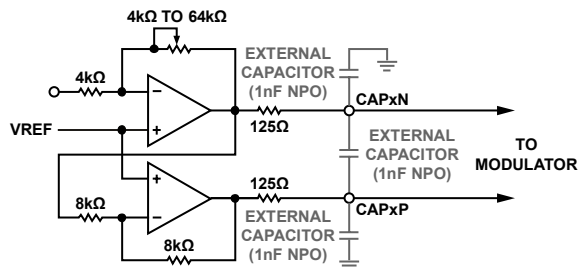 4kΩ TO 64kΩ
EXTERNAL
CAPACITOR
(1nF NPO)
4kΩ
CAPxN
125Ω
VREF
EXTERNAL
CAPACITOR
(1nF NPO)
TO
MODULATOR
125Ω
CAPxP
8kΩ
EXTERNAL
CAPACITOR
(1nF NPO)
8kΩ